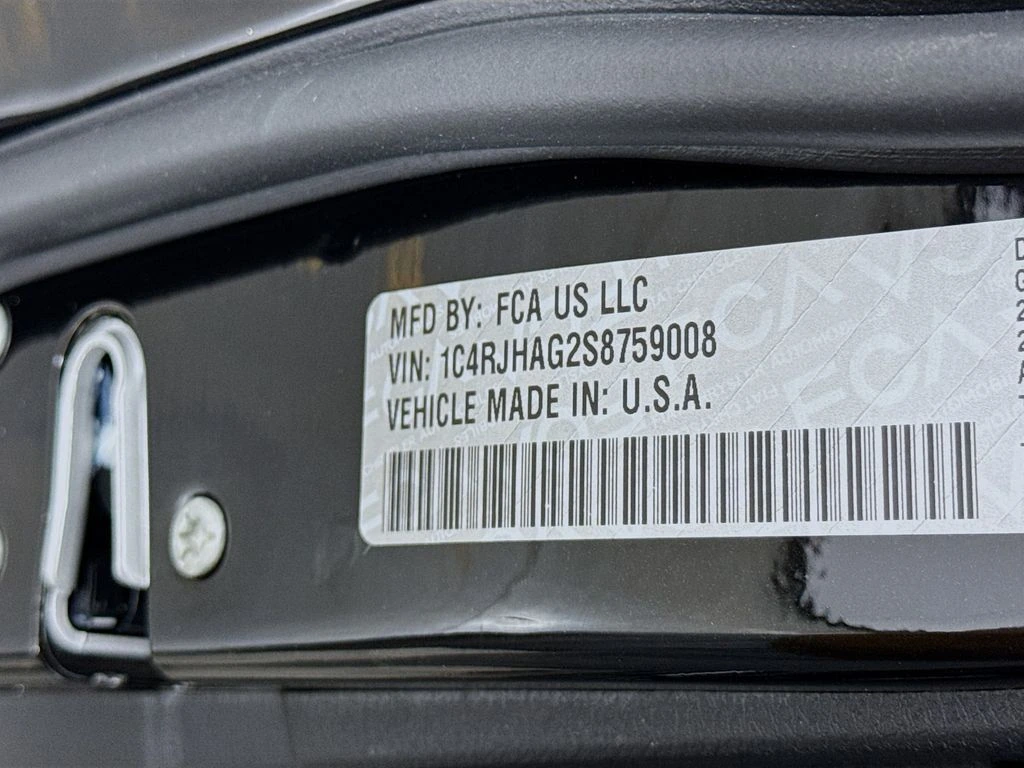 MFD BY: FCA US LLC
VIN: 1C4RJHAG2S8759008
VEHICLE MADE IN: U.S.A.